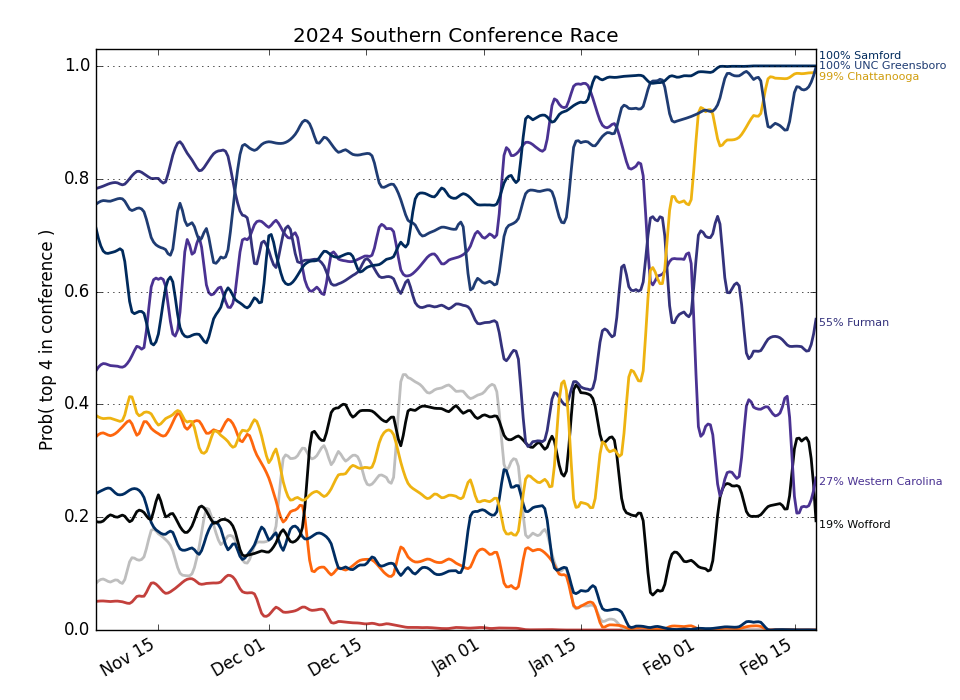 2024 Southern Conference Race
Prob( top 4 in conference )
1.0
0.8
0.6
0.4
0.2
0.0
Nov 15
Dec 01
Dec 15
Jan 01
Jan 15
Feb 01
Feb 15
100% Samford
100% UNC Greensboro
99% Chattanooga
55% Furman
27% Western Carolina
19% Wofford